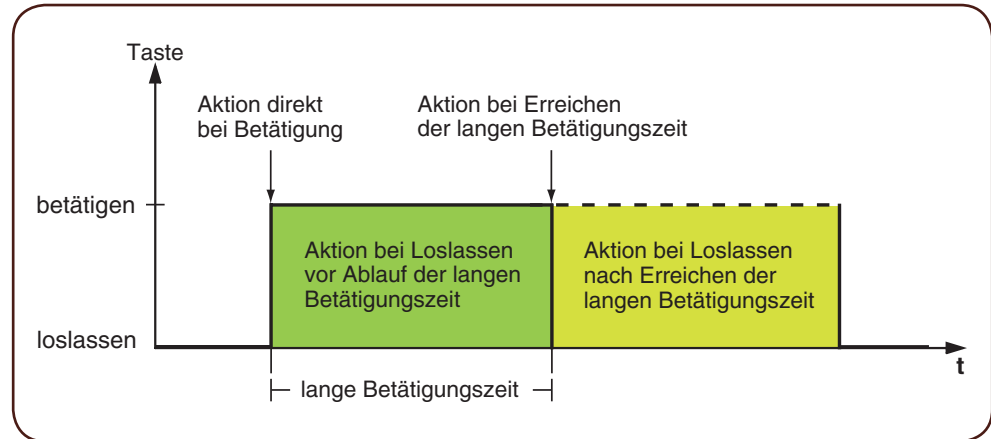 Taste
Aktion direkt
bei Betätigung
Aktion bei Erreichen
der langen Betätigungszeit
betätigen
Aktion bei Loslassen
vor Ablauf der langen
Betätigungszeit
Aktion bei Loslassen
nach Erreichen der
langen Betätigungszeit
loslassen
t
lange Betätigungszeit